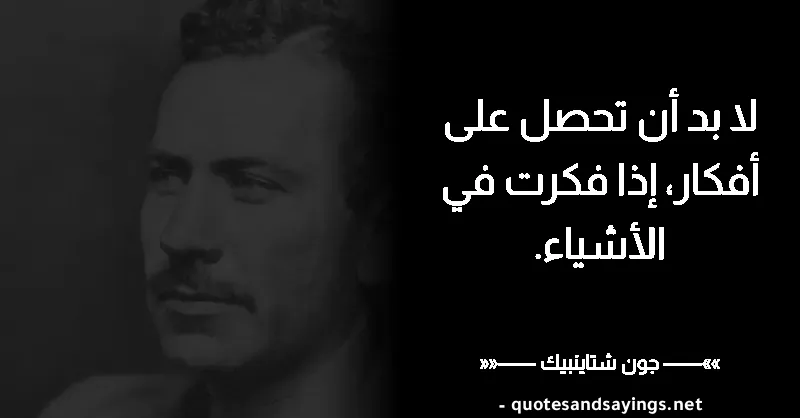 لا بد أن تحصل على
أفكار، إذا فكرت في
الأشياء.
»»——— جون شتاينبيك ———««
- quotesandsayings.net